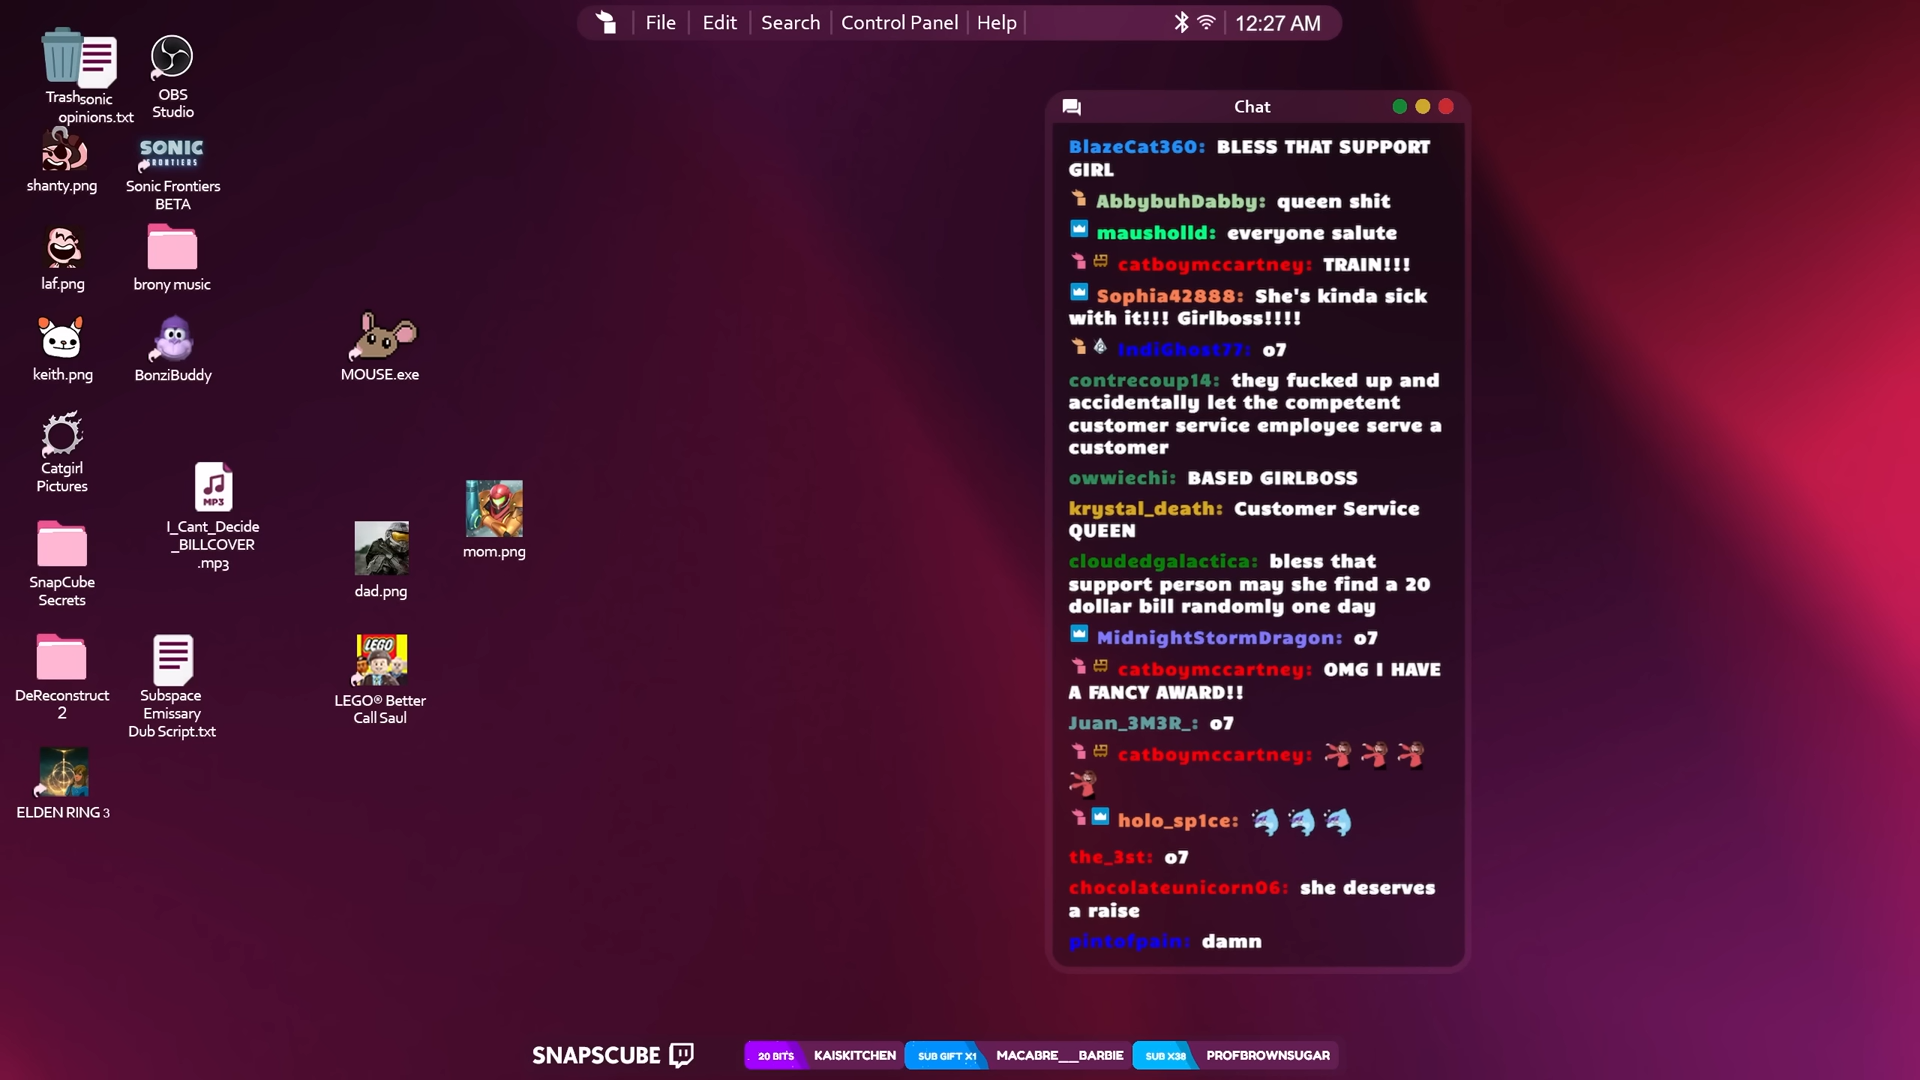 File
Edit
Search
Control Panel
Help
12:27 AM
Trash
sonic
opinions.txt
OBS
Studio
shanty.png
SONIC
FRONTIERS
Sonic Frontiers
BETA
laf.png
brony music
keith.png
BonziBuddy
MOUSE.exe
Catgirl
Pictures
MP3
I_Cant_Decide
_BILLCOVER
.mp3
mom.png
dad.png
SnapCube
Secrets
DeReconstruct
2
Subspace
Emissary
Dub Script.txt
LEGO
LEGO® Better
Call Saul
ELDEN RING 3
Chat
BlazeCat360: BLESS THAT SUPPORT
GIRL
AbbybuhDabby: queen shit
mausholld: everyone salute
catboymccartney: TRAIN!!!
Sophia42888: She's kinda sick
with it!!! Girlboss!!!!
IndiGhost77: o7
contrecoup14: they fucked up and
accidentally let the competent
customer service employee serve a
customer
owwiechi: BASED GIRLBOSS
krystal_death: Customer Service
QUEEN
cloudedgalactica: bless that
support person may she find a 20
dollar bill randomly one day
MidnightStormDragon: o7
catboymccartney: OMG I HAVE
A FANCY AWARD!!
Juan_3M3R_: o7
catboymccartney:
holo_sp1ce:
the_3st: o7
chocolateunicorn06: she deserves
a raise
pintofpain: damn
SNAPSCUBE
20 BITS KAISKITCHEN
SUB GIFT X1 MACABRE__BARBIE
SUB X38 PROFBROWNSUGAR